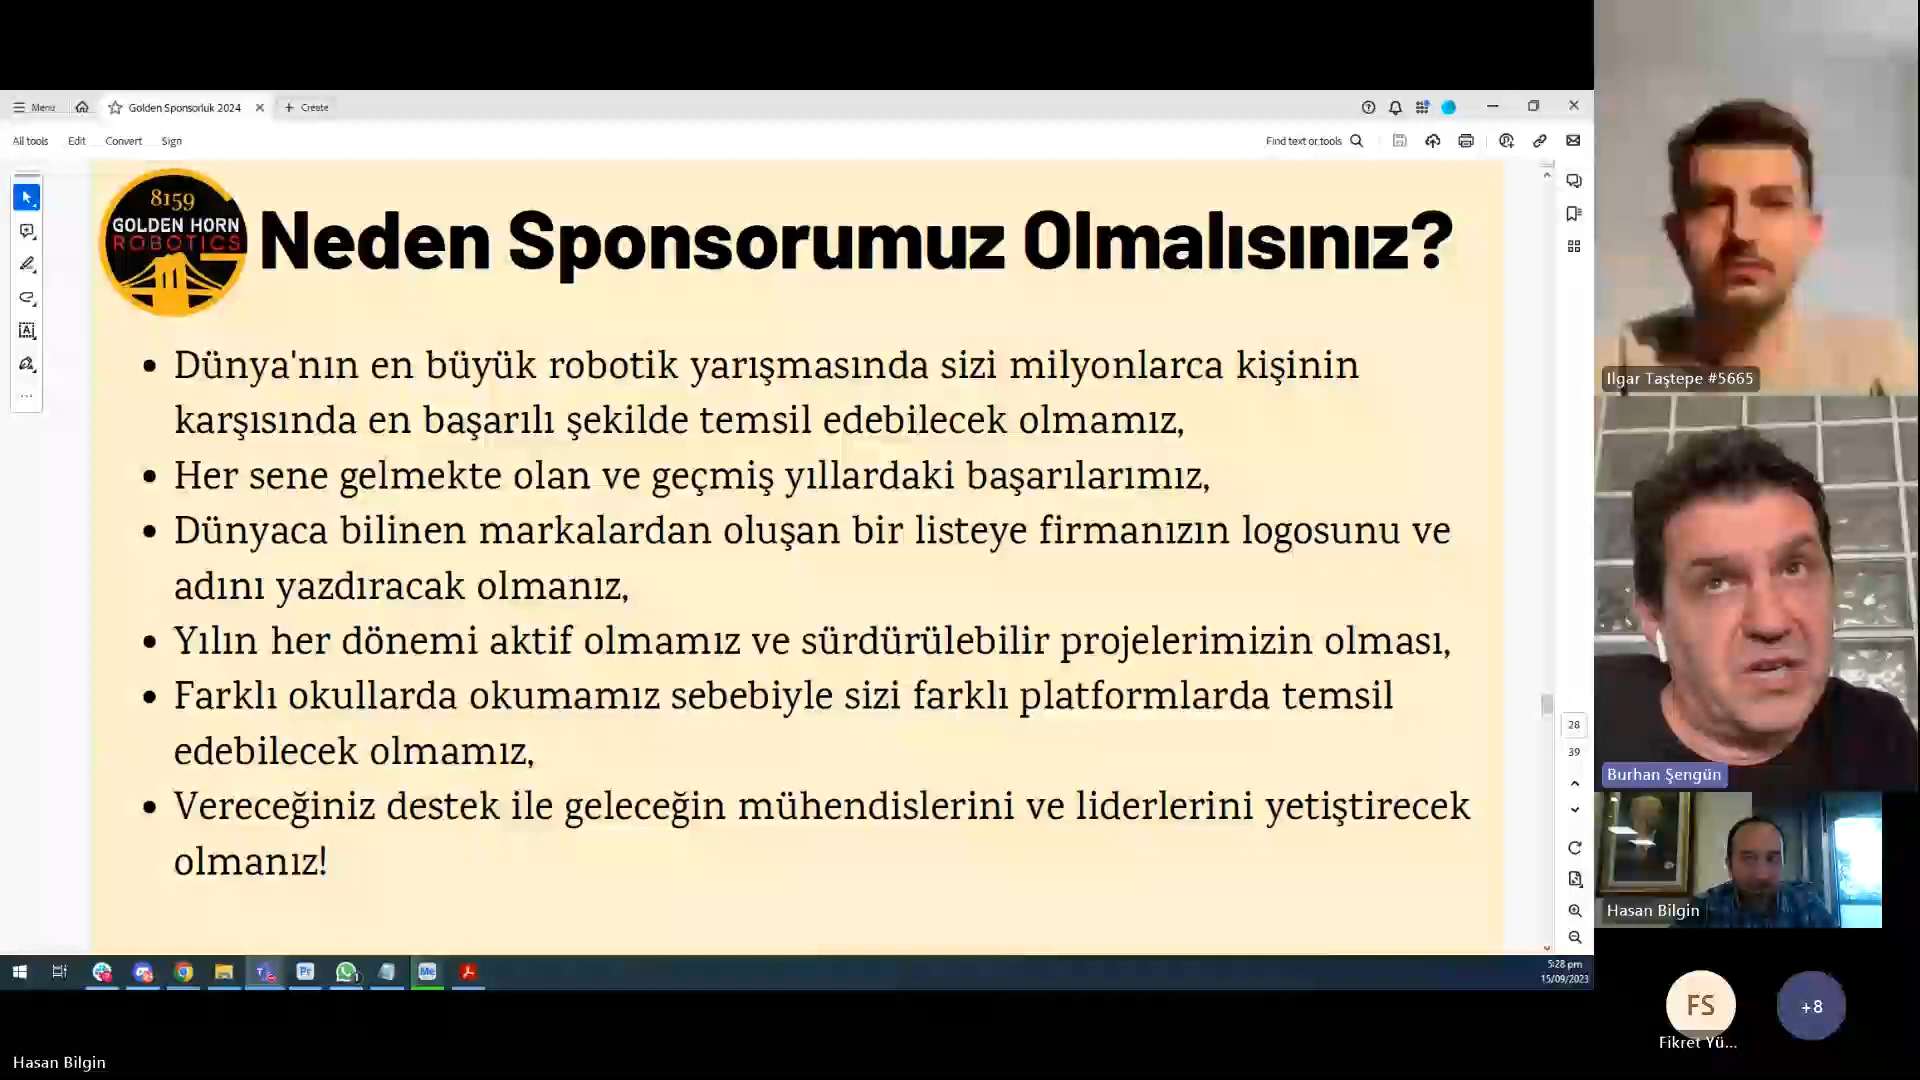 Menu
Golden Sponsorluk 2024
Create
All tools
Edit
Convert
Sign
Find text or tools
8159
GOLDEN HORN
ROBOTICS
Neden Sponsorumuz Olmalısınız?
• Dünya'nın en büyük robotik yarışmasında sizi milyonlarca kişinin
karşısında en başarılı şekilde temsil edebilecek olmamız,
• Her sene gelmekte olan ve geçmiş yıllardaki başarılarımız,
• Dünyaca bilinen markalardan oluşan bir listeye firmanızın logosunu ve
adını yazdıracak olmanız,
• Yılın her dönemi aktif olmamız ve sürdürülebilir projelerimizin olması,
• Farklı okullarda okumamız sebebiyle sizi farklı platformlarda temsil
edebilecek olmamız,
• Vereceğiniz destek ile geleceğin mühendislerini ve liderlerini yetiştirecek
olmanız!
28
39
5:28 pm
15/09/2023
Ilgar Taştepe #5665
Burhan Şengün
Hasan Bilgin
FS
+8
Fikret Yü...
Hasan Bilgin